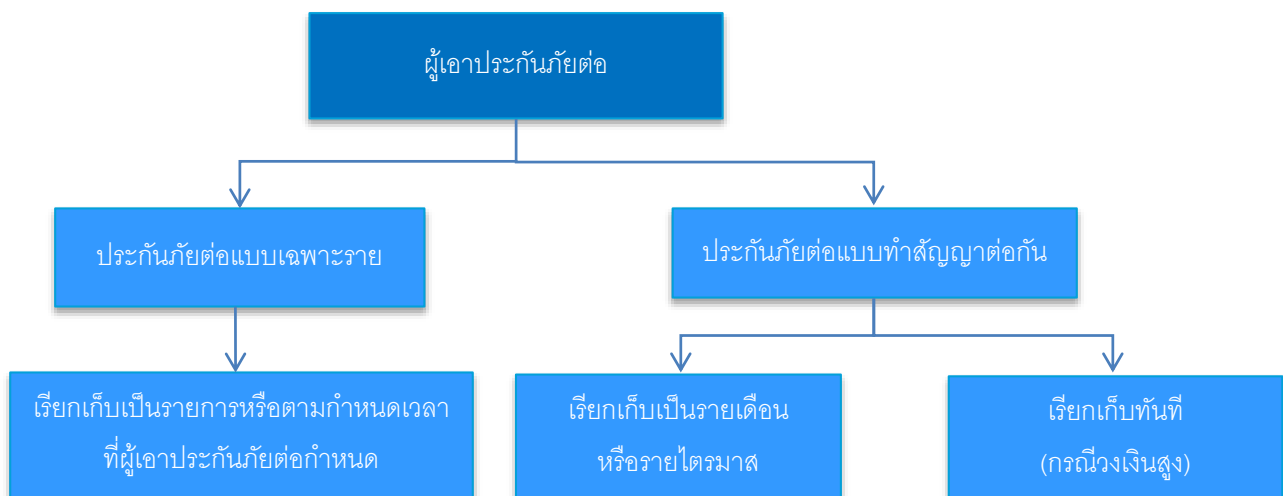 ผู้เอาประกันภัยต่อ
ประกันภัยต่อแบบเฉพาะราย
ประกันภัยต่อแบบทำสัญญาต่อกัน
เรียกเก็บเป็นรายการหรือตามกำหนดเวลา
ที่ผู้เอาประกันภัยต่อกำหนด
เรียกเก็บเป็นรายเดือน
หรือรายไตรมาส
เรียกเก็บทันที
(กรณีวงเงินสูง)